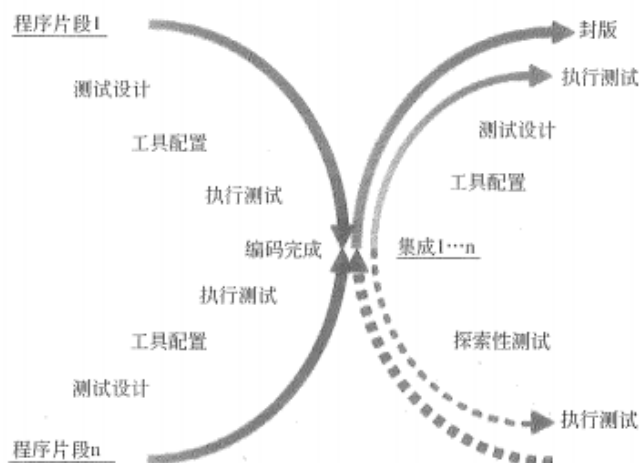 程序片段1
测试设计
工具配置
执行测试
编码完成
执行测试
工具配置
测试设计
程序片段n
封版
执行测试
测试设计
工具配置
集成1…n
探索性测试
执行测试